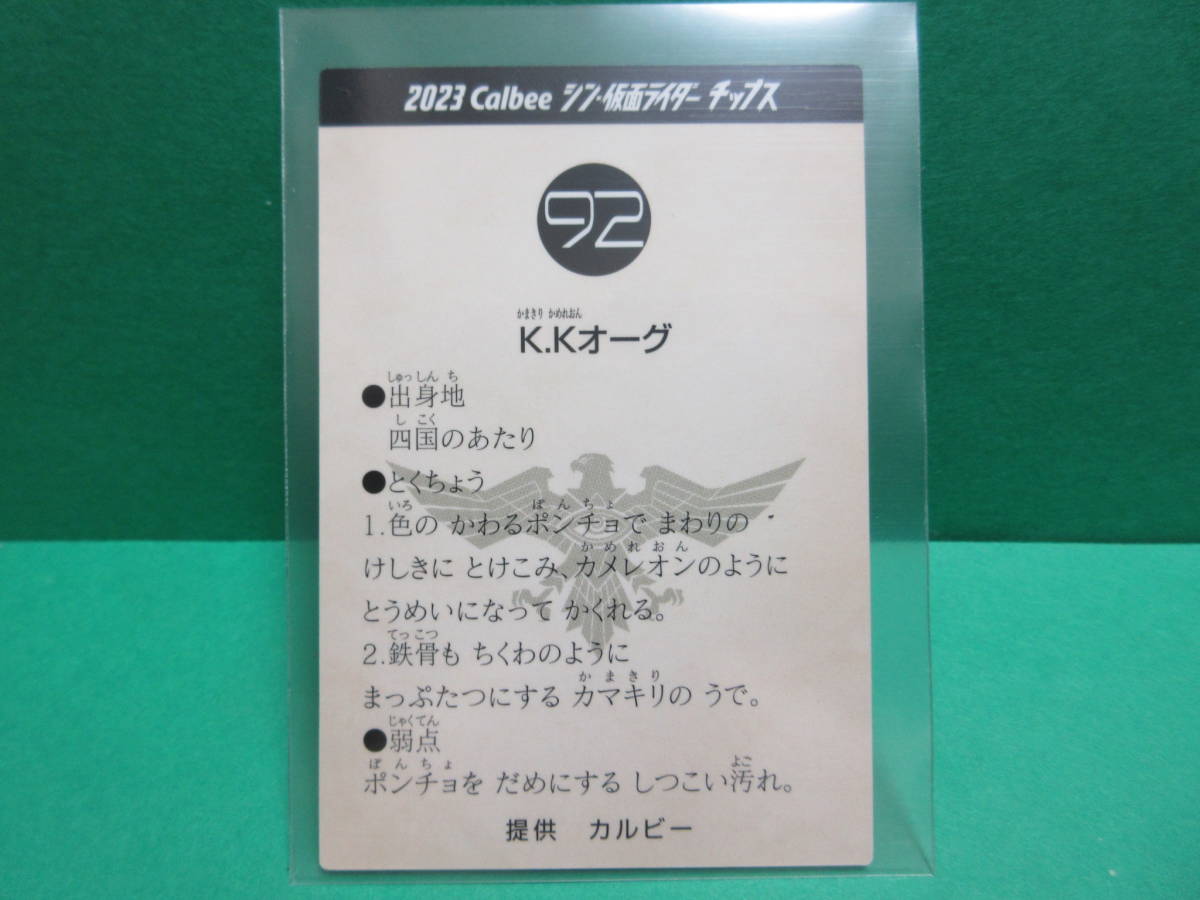 2023 Calbee シン・仮面ライダー チップス
92
かまきり かめれおん
K.Kオーグ
しゅっしん ち
●出身地
し こく
四国のあたり
●とくちょう
いろ ぽんちょ
1.色の かわるポンチョで まわりの
かめれおん
けしきに とけこみ、カメレオンのように
とうめいになって かくれる。
てっこつ
2.鉄骨も ちくわのように
かまきり
まっぷたつにする カマキリの うで。
じゃくてん
●弱点
ぽんちょ よこ
ポンチョを だめにする しつこい汚れ。
提供 カルビー